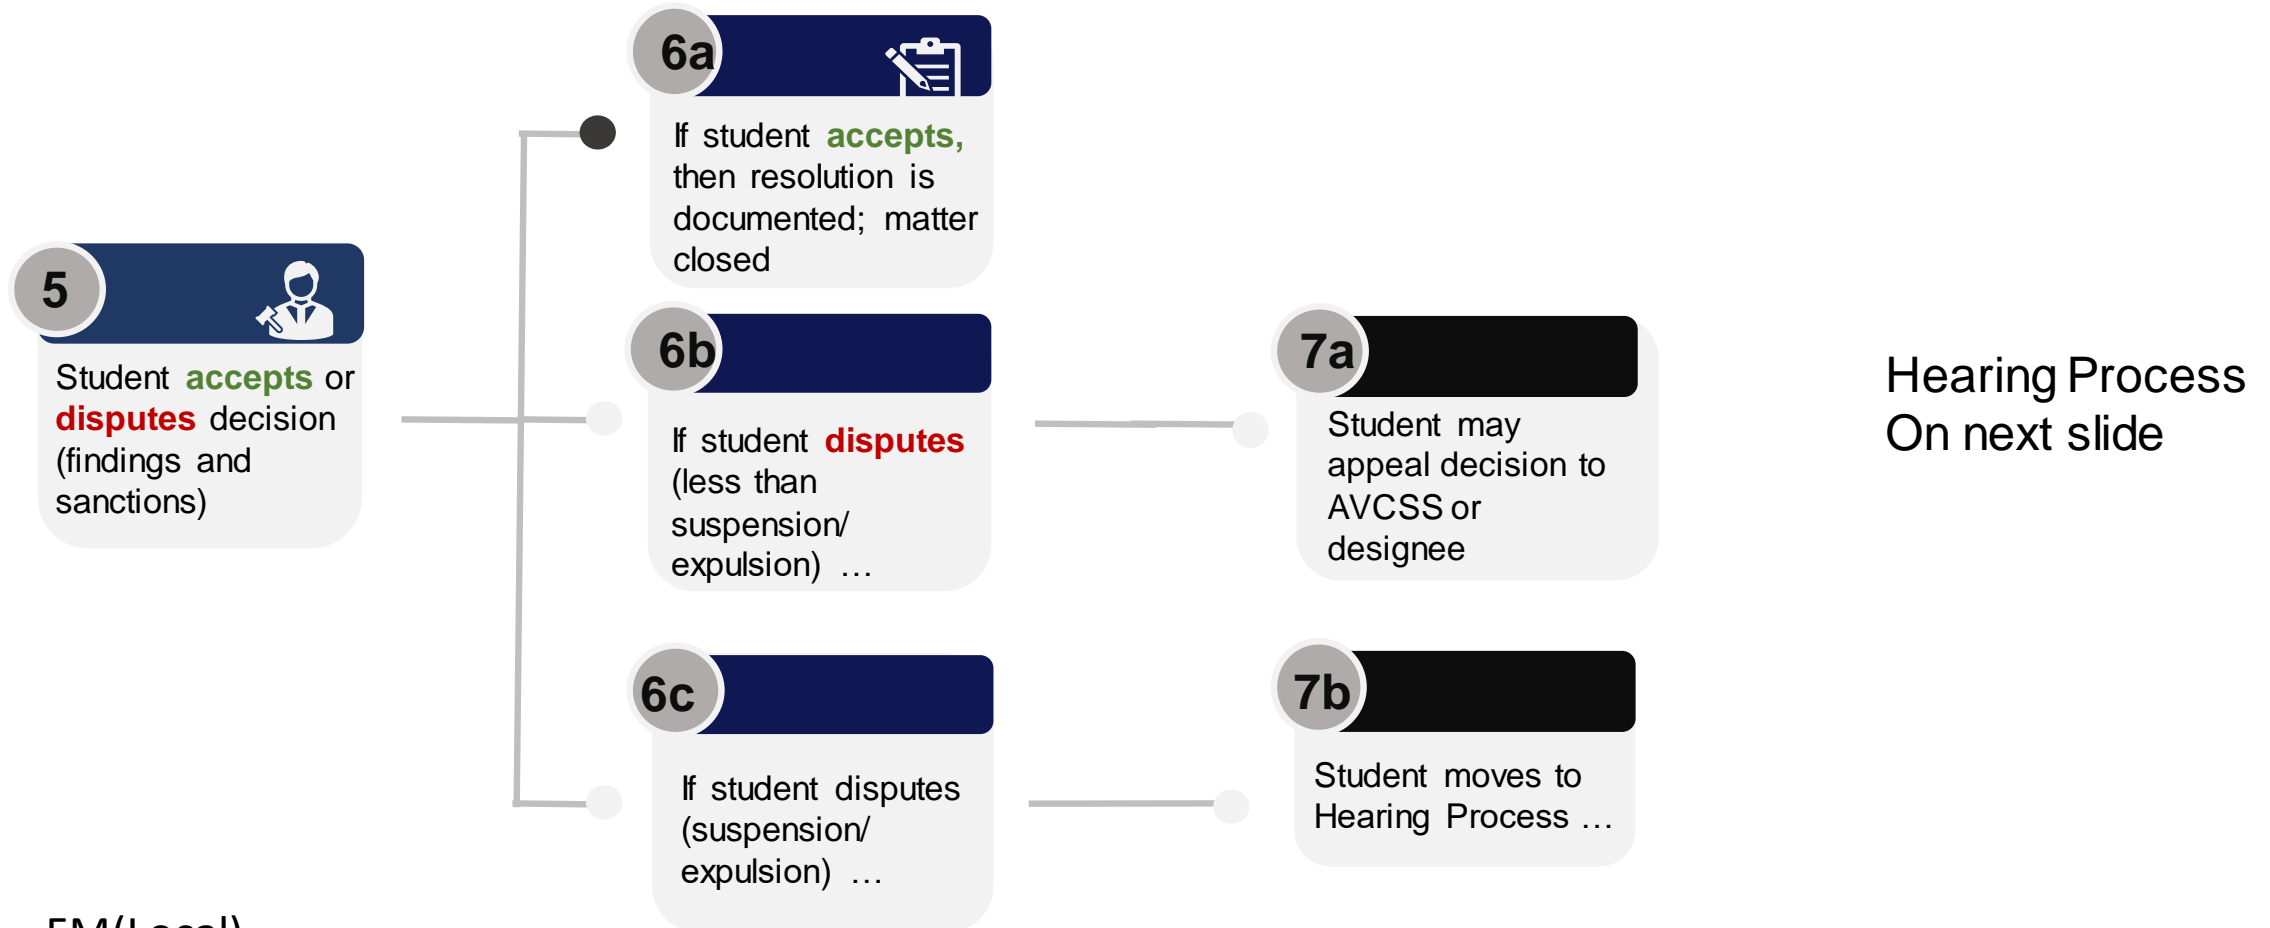 5
Student accepts or
disputes decision
(findings and
sanctions)
6a
If student accepts,
then resolution is
documented; matter
closed
6b
If student disputes
(less than
suspension/
expulsion) …
6c
If student disputes
(suspension/
expulsion) …
7a
Student may
appeal decision to
AVCSS or
designee
7b
Student moves to
Hearing Process …
Hearing Process
On next slide